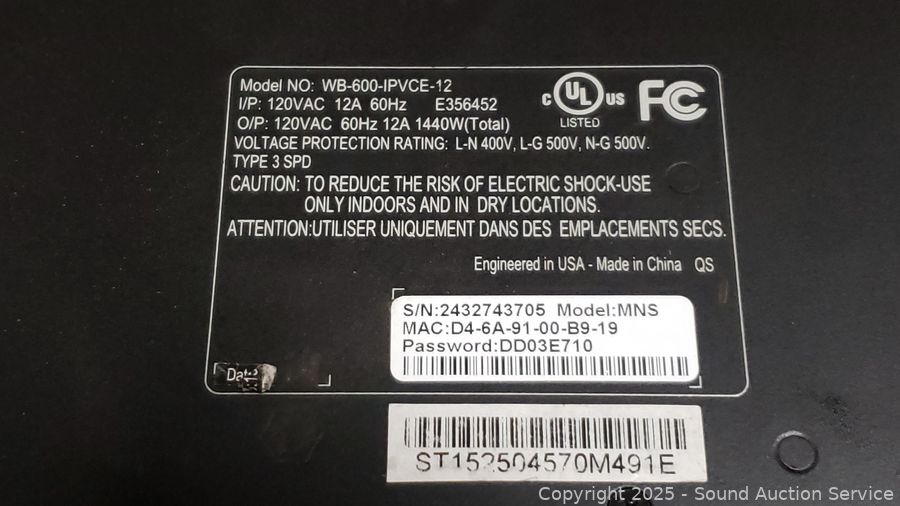 Model NO: WB-600-IPVCE-12
I/P: 120VAC 12A 60Hz E356452
O/P: 120VAC 60Hz 12A 1440W(Total)
c UL us
LISTED
FC
VOLTAGE PROTECTION RATING: L-N 400V, L-G 500V, N-G 500V.
TYPE 3 SPD
CAUTION: TO REDUCE THE RISK OF ELECTRIC SHOCK-USE
ONLY INDOORS AND IN DRY LOCATIONS.
ATTENTION:UTILISER UNIQUEMENT DANS DES EMPLACEMENTS SECS.
Engineered in USA - Made in China QS
S/N:2432743705 Model:MNS
MAC:D4-6A-91-00-B9-19
Password:DD03E710
ST152504570M491E
Copyright 2025 - Sound Auction Service